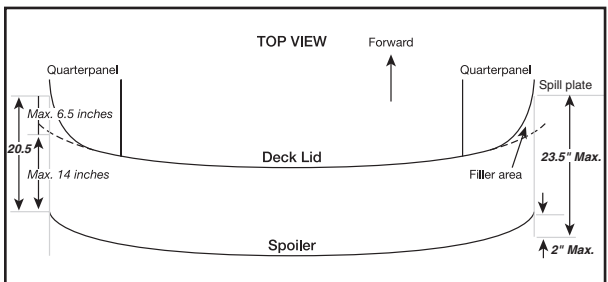 TOP VIEW
Forward
Quarterpanel
Quarterpanel
Spill plate
Max. 6.5 inches
20.5
Deck Lid
23.5" Max.
Max. 14 inches
Filler area
Spoiler
2" Max.